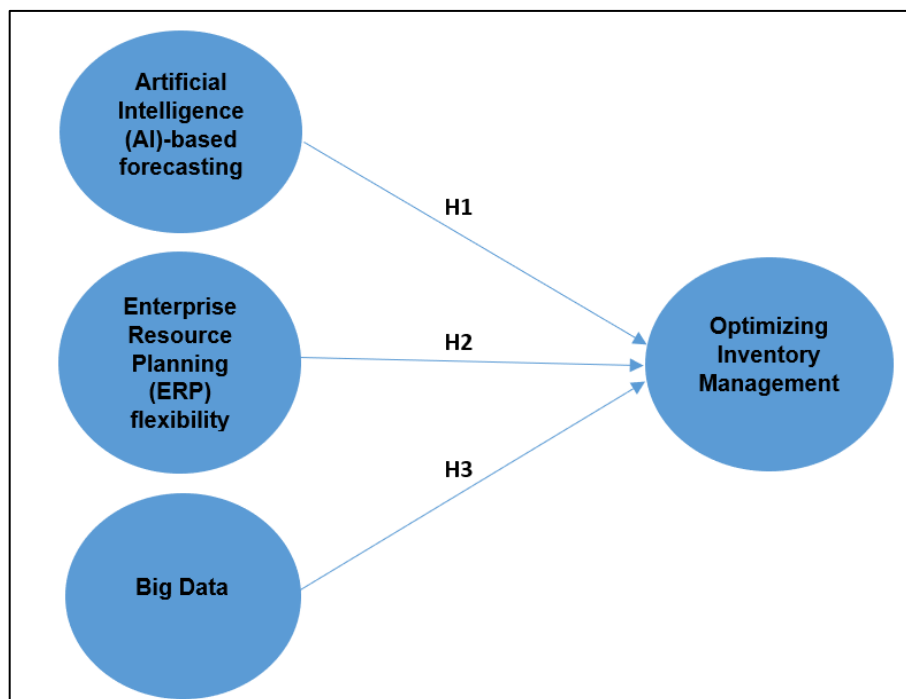 Artificial
Intelligence
(AI)-based
forecasting
H1
Enterprise
Resource
Planning
(ERP)
flexibility
H2
Optimizing
Inventory
Management
H3
Big Data